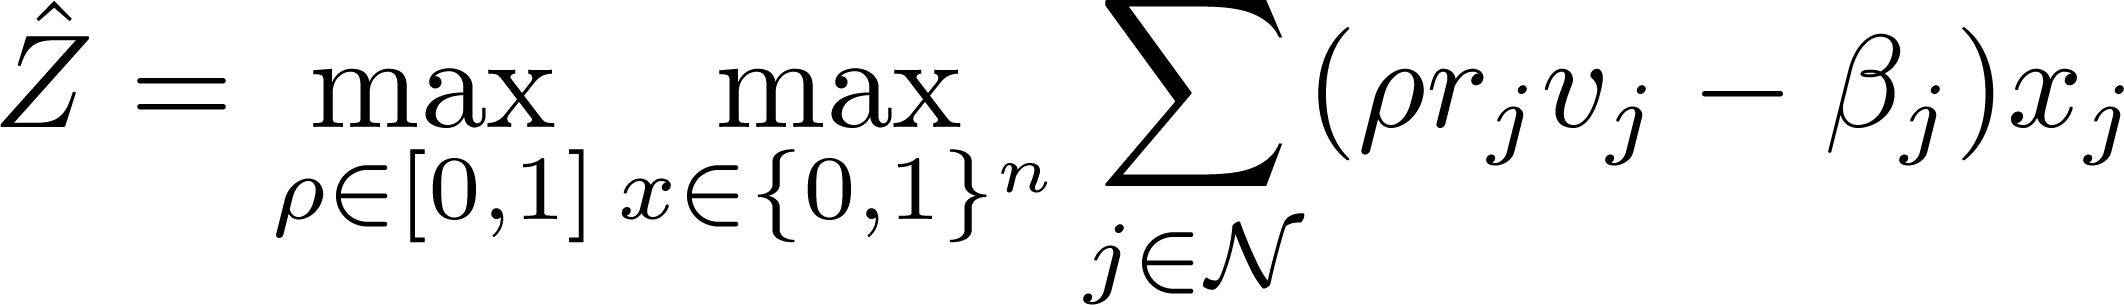 \hat{Z} = \max_{\rho \in [0,1]} \max_{x \in \{0,1\}^n} \sum_{j \in \mathcal{N}} (\rho r_j v_j - \beta_j) x_j